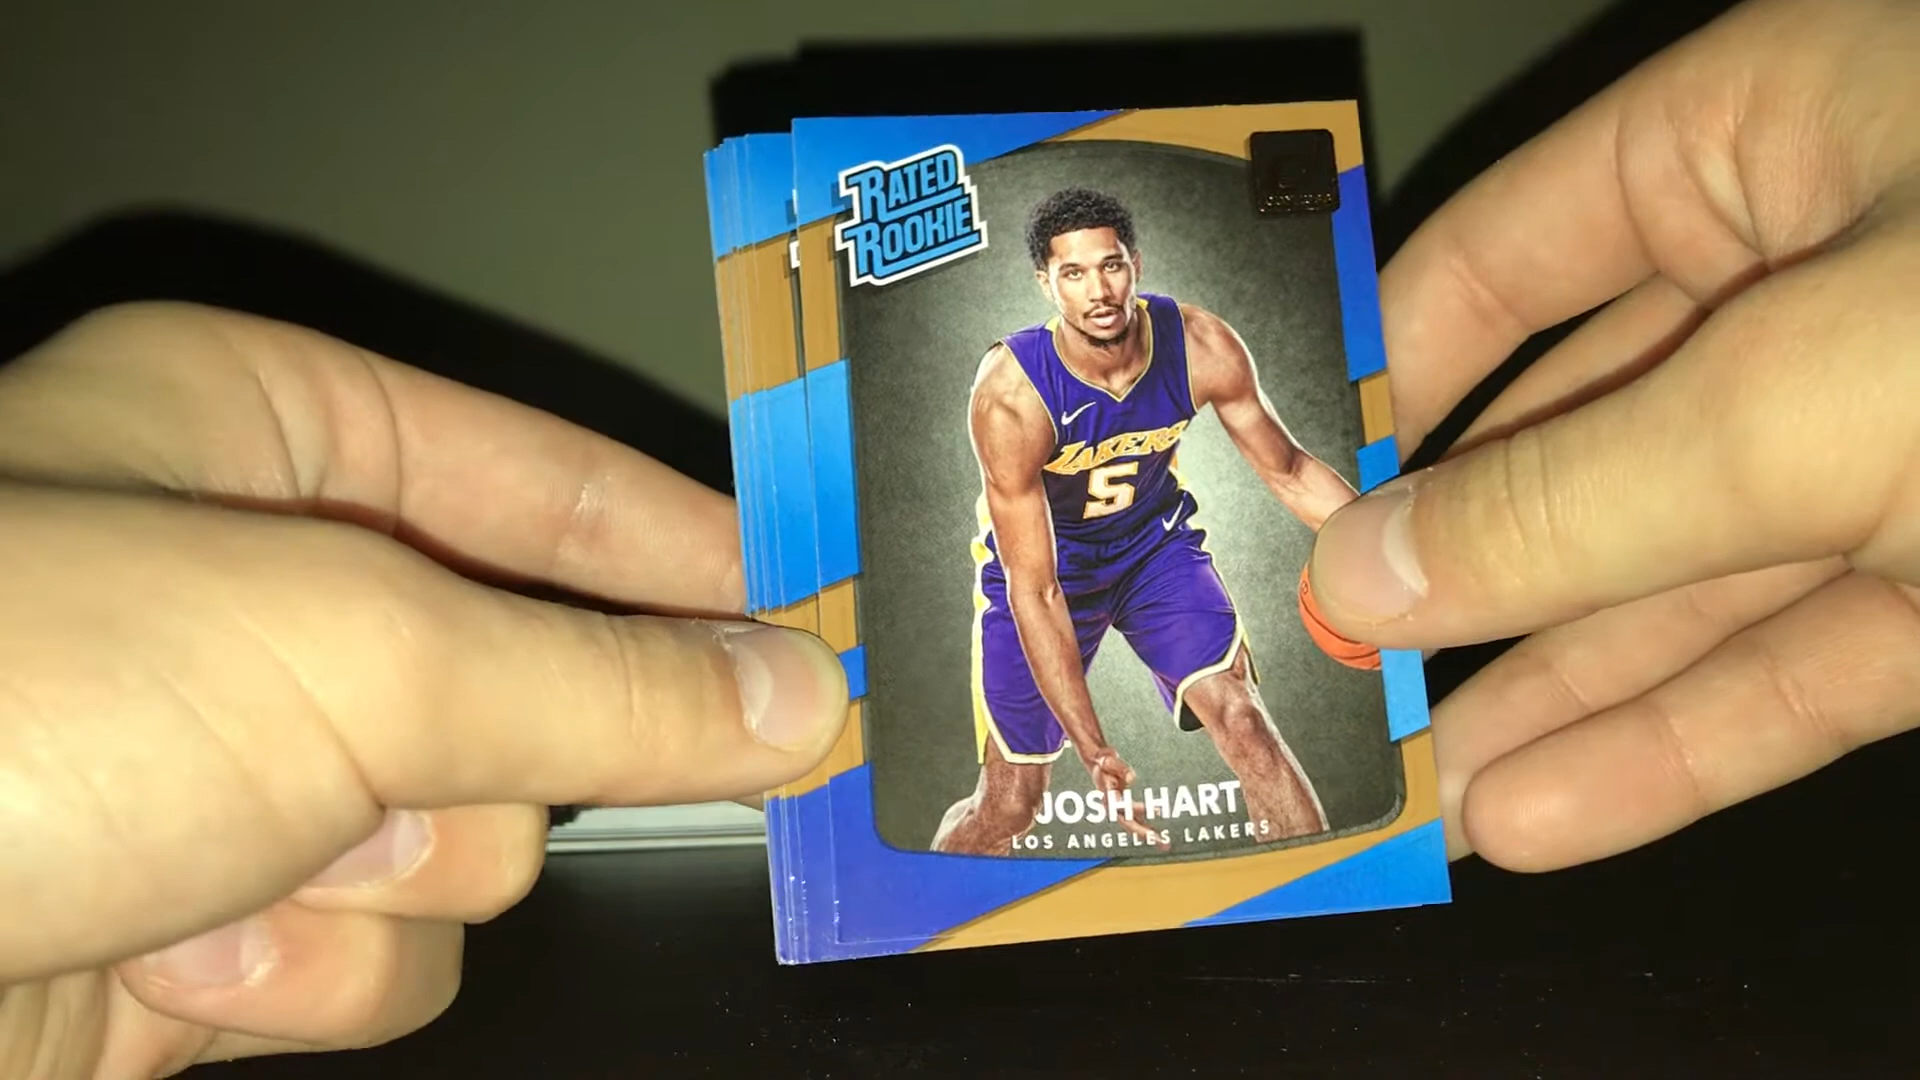 RATED
ROOKIE
LAKERS
5
JOSH HART
LOS ANGELES LAKERS